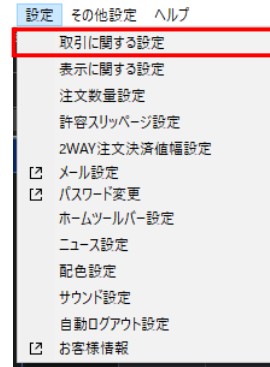 設定 その他設定 ヘルプ
取引に関する設定
表示に関する設定
注文数量設定
許容スリッページ設定
2WAY注文決済値幅設定
メール設定
パスワード変更
ホームツールバー設定
ニュース設定
配色設定
サウンド設定
自動ログアウト設定
お客様情報